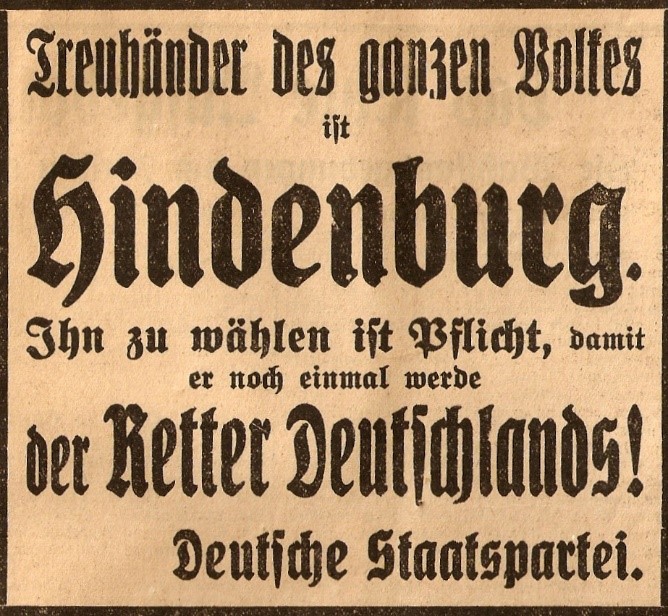 Treuhänder des ganzen Volkes
ist
Hindenburg.
Ihn zu wählen ist Pflicht, damit
er noch einmal werde
der Retter Deutschlands!
Deutsche Staatspartei.